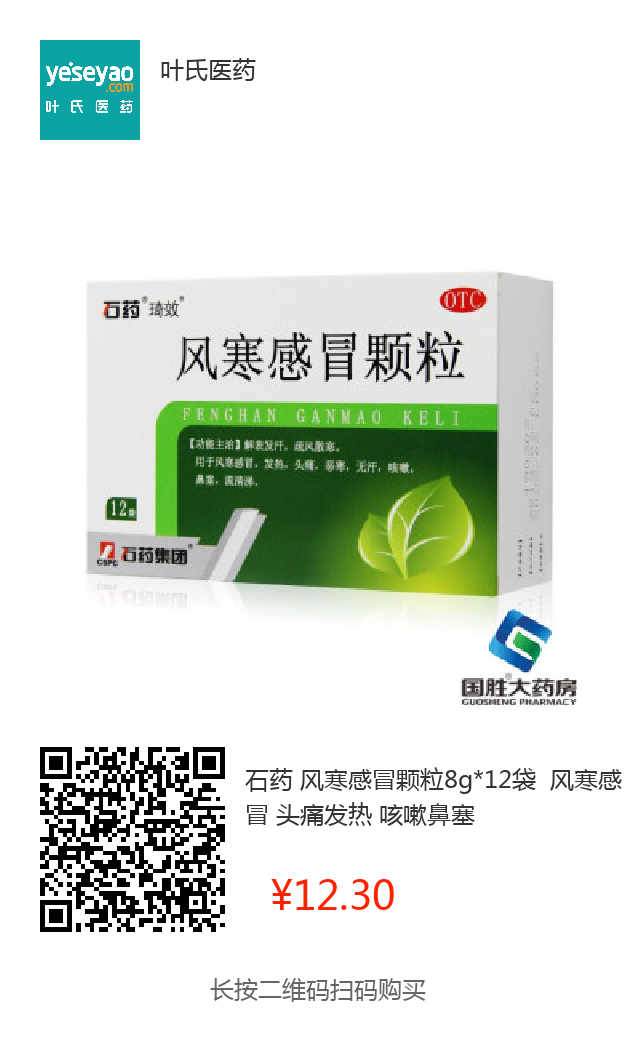 yeseyao
.com
叶氏医药
叶氏医药
石药® 琦效®
OTC
风寒感冒颗粒
FENGHAN GANMAO KELI
【功能主治】解表发汗，疏风散寒。
用于风寒感冒，发热，头痛，恶寒，无汗，咳嗽，
鼻塞，流清涕。
12袋
CSPC 石药集团®
国胜大药房®
GUOSHENG PHARMACY
石药 风寒感冒颗粒8g*12袋 风寒感
冒 头痛发热 咳嗽鼻塞
¥12.30
长按二维码扫码购买